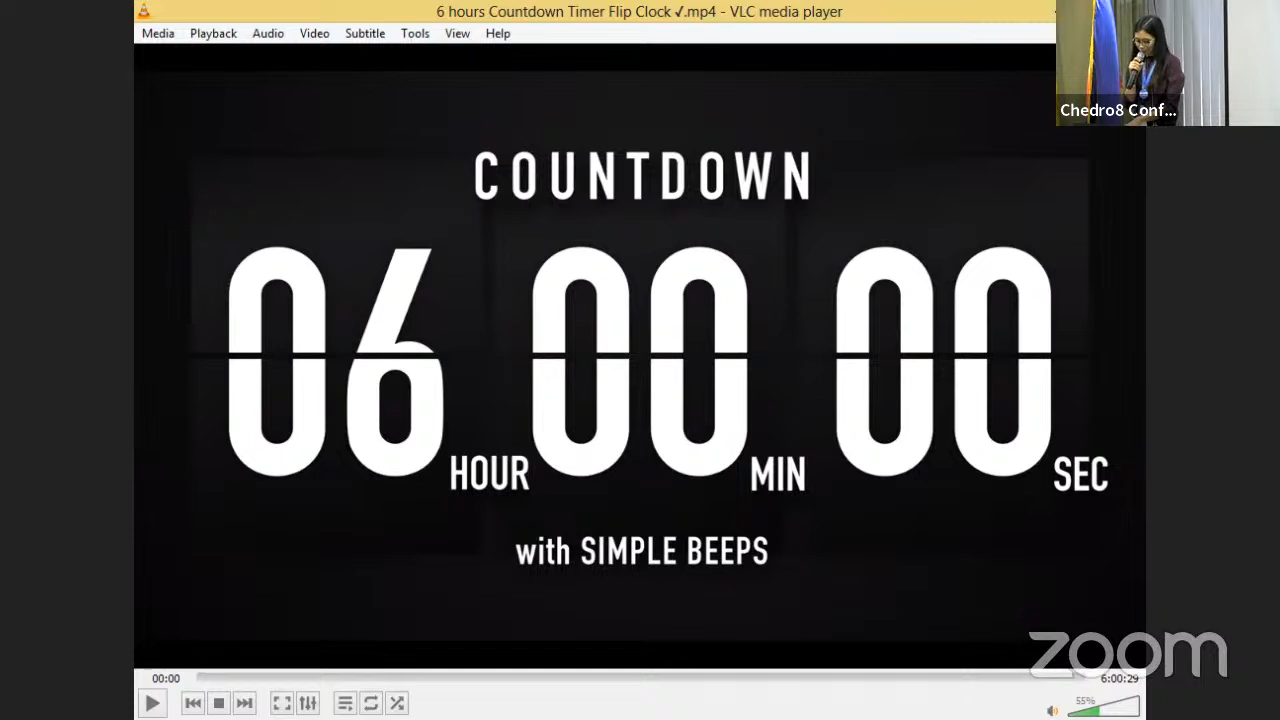 6 hours Countdown Timer Flip Clock ✓.mp4 - VLC media player
Media Playback Audio Video Subtitle Tools View Help
Chedro8 Conf...
COUNTDOWN
06 HOUR 00 MIN 00 SEC
with SIMPLE BEEPS
zoom
00:00
6:00:29
55%